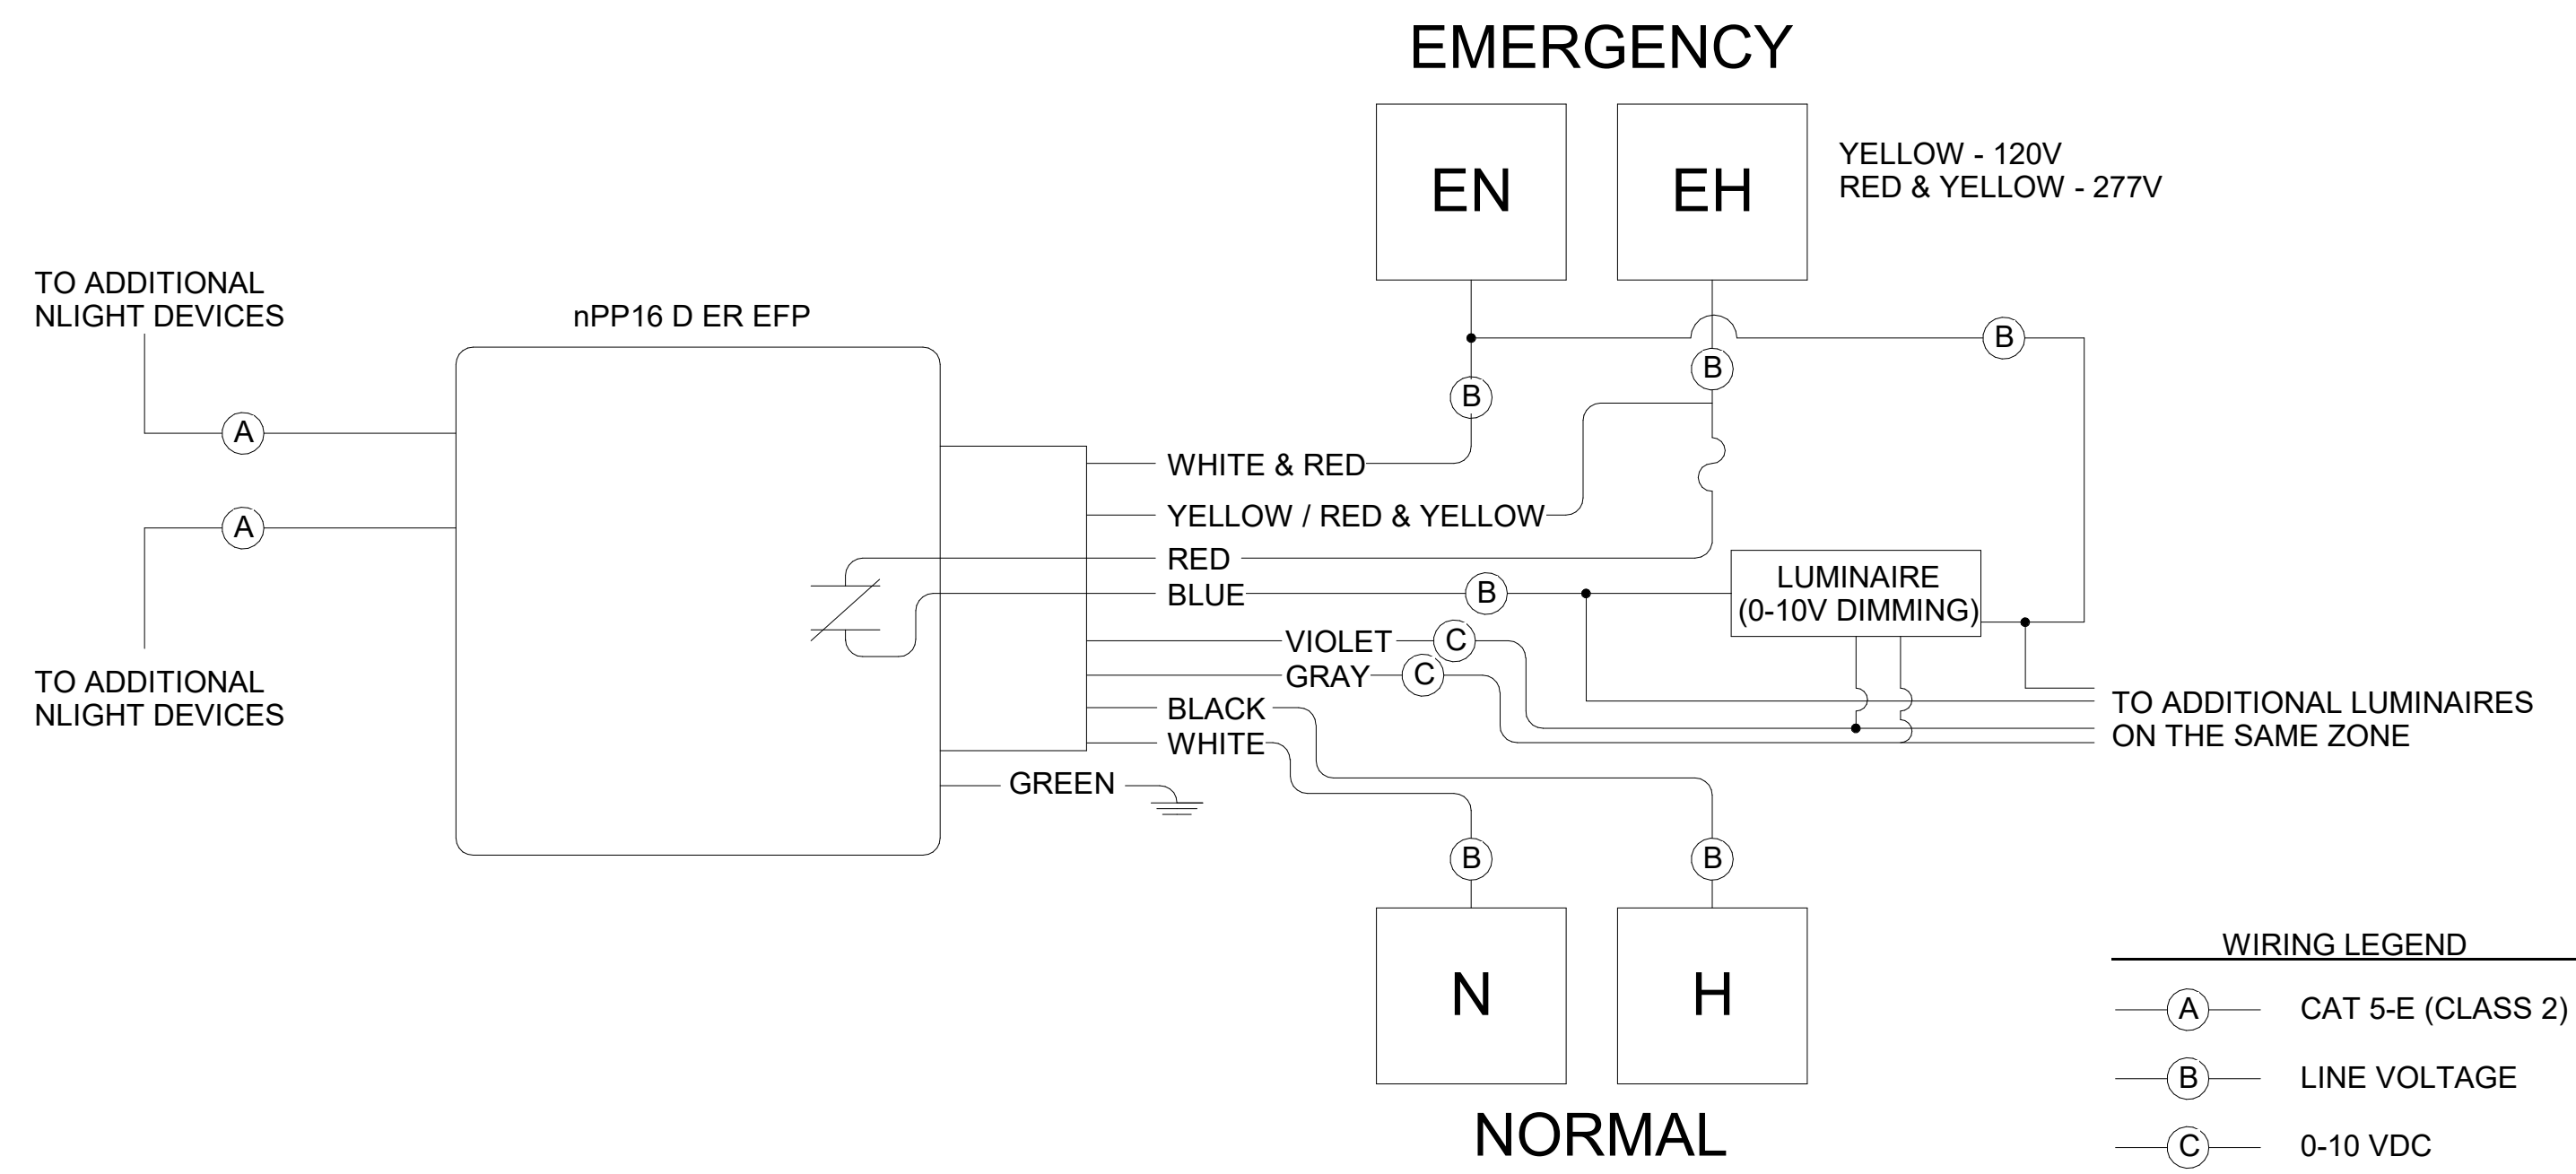 EMERGENCY
EN
EH
YELLOW - 120V
RED & YELLOW - 277V
TO ADDITIONAL
NLIGHT DEVICES
nPP16 D ER EFP
B
B
B
A
WHITE & RED
YELLOW / RED & YELLOW
A
RED
BLUE
B
LUMINAIRE
(0-10V DIMMING)
VIOLET
C
GRAY
C
TO ADDITIONAL
NLIGHT DEVICES
BLACK
WHITE
TO ADDITIONAL LUMINAIRES
ON THE SAME ZONE
GREEN
B
B
N
H
NORMAL
WIRING LEGEND
A CAT 5-E (CLASS 2)
B LINE VOLTAGE
C 0-10 VDC